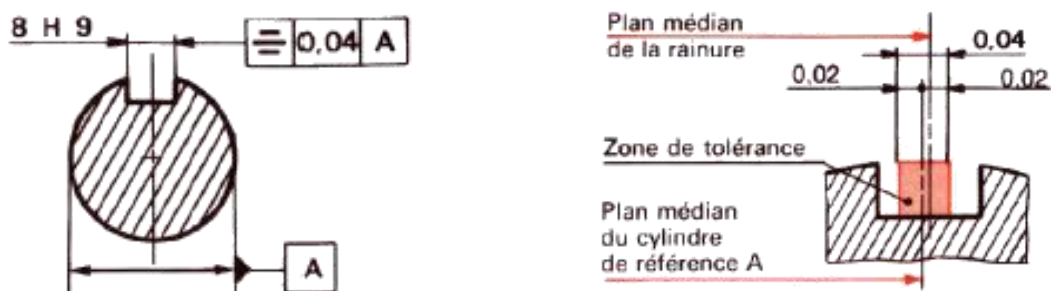 8 H 9
0,04 A
A
Plan médian
de la rainure
0,04
0,02 0,02
Zone de tolérance
Plan médian
du cylindre
de référence A